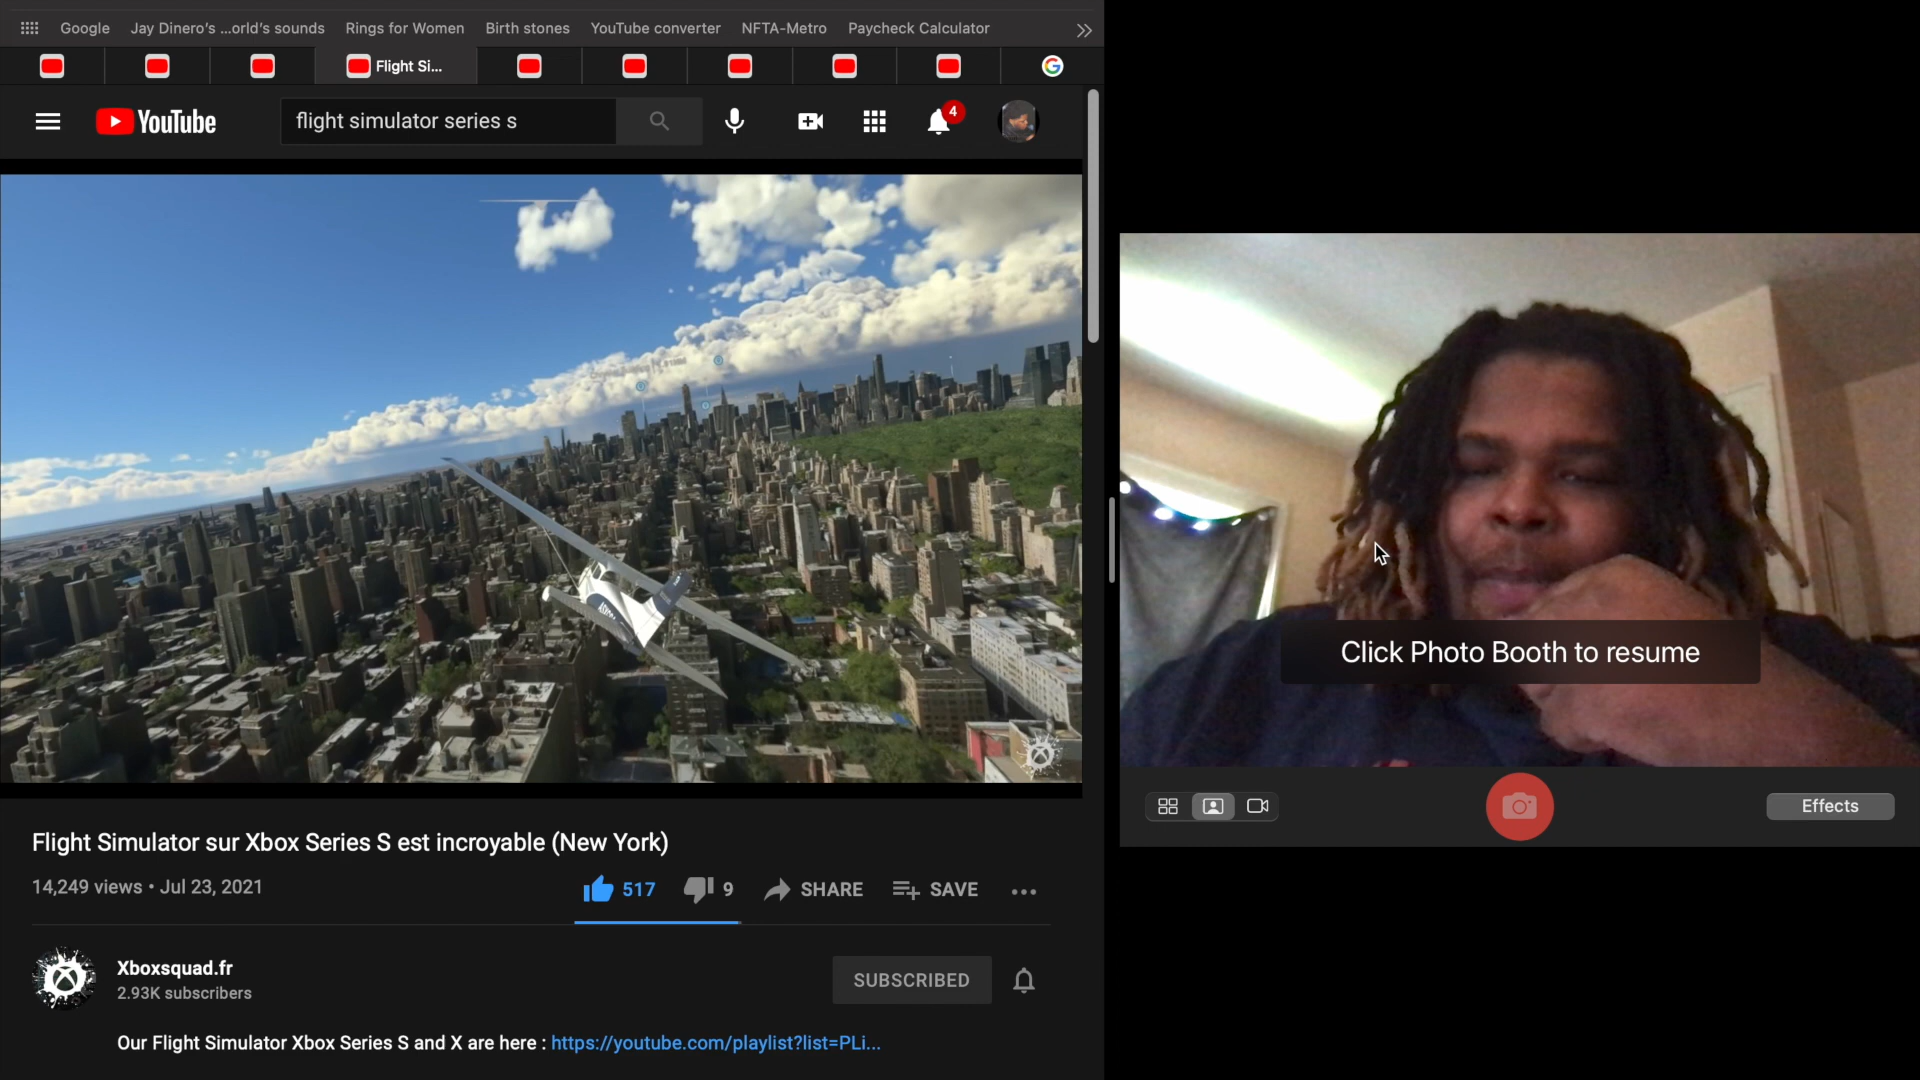 Google Jay Dinero’s ...orld’s sounds Rings for Women Birth stones YouTube converter NFTA-Metro Paycheck Calculator
Flight Si...
YouTube
flight simulator series s
4
Click Photo Booth to resume
Effects
Flight Simulator sur Xbox Series S est incroyable (New York)
14,249 views • Jul 23, 2021
517 9 SHARE SAVE
Xboxsquad.fr
2.93K subscribers
SUBSCRIBED
Our Flight Simulator Xbox Series S and X are here : https://youtube.com/playlist?list=PLi...